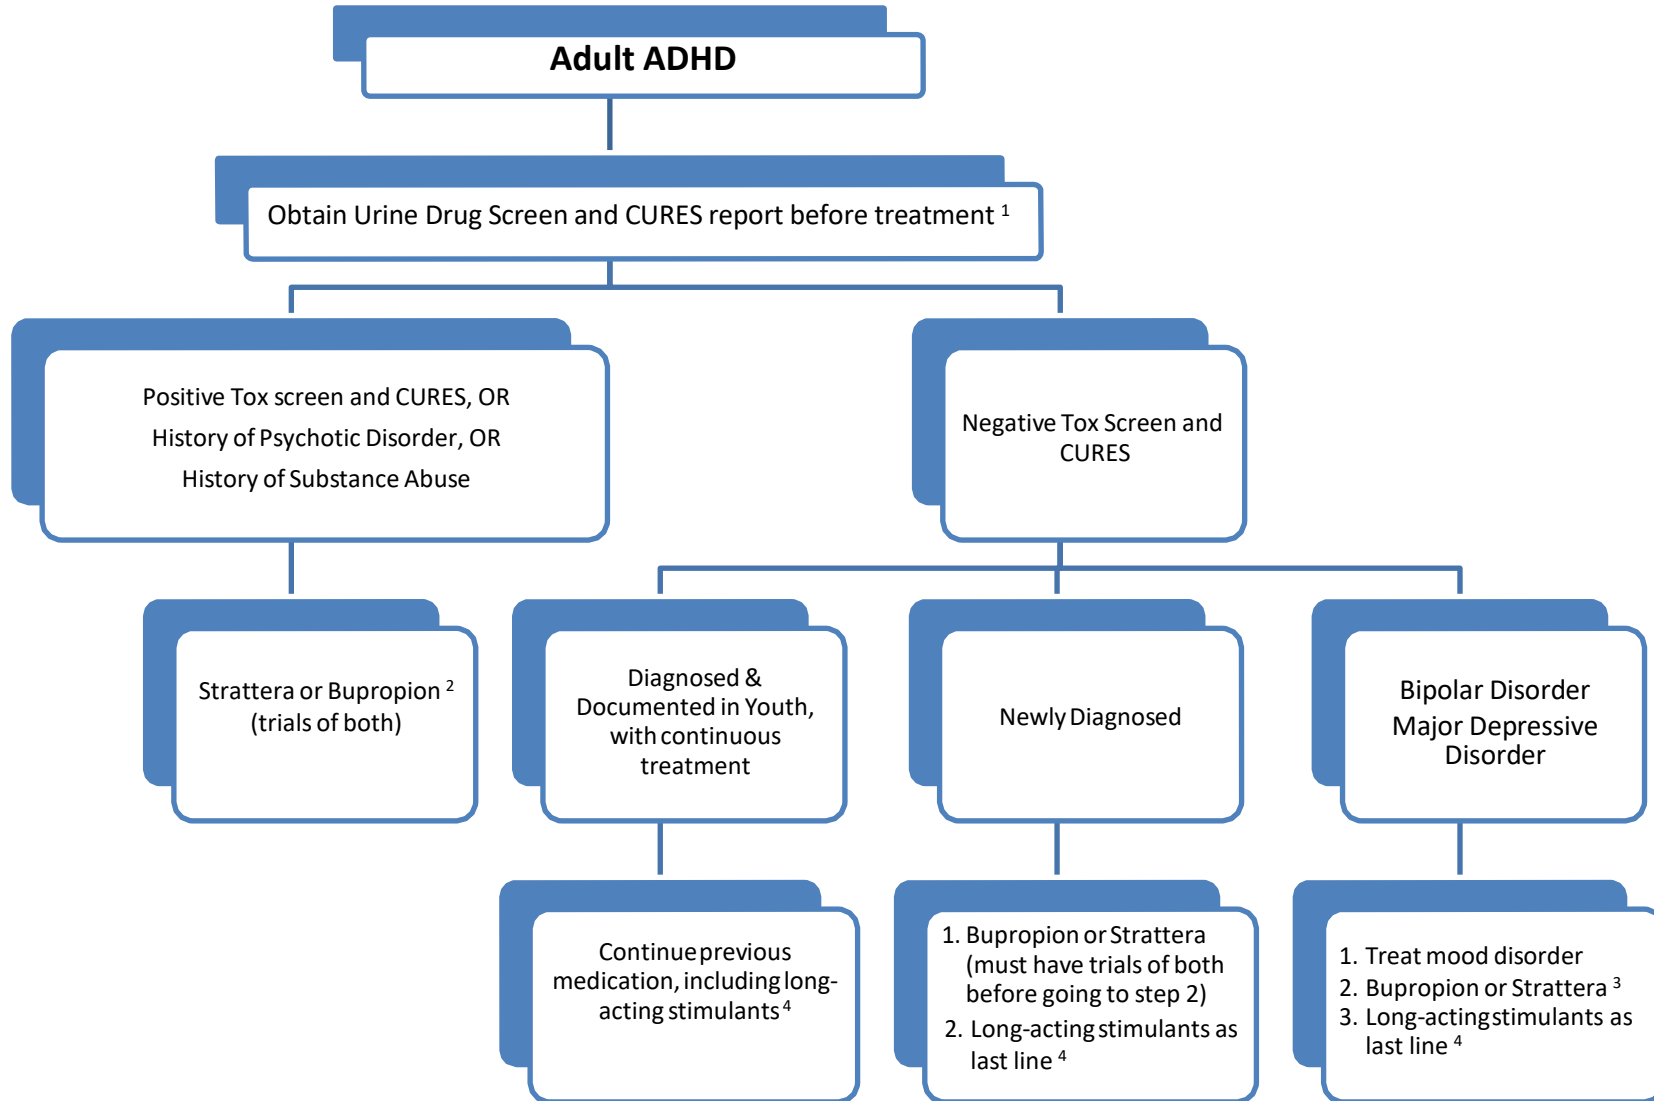 Adult ADHD
Obtain Urine Drug Screen and CURES report before treatment 1
Positive Tox screen and CURES, OR
History of Psychotic Disorder, OR
History of Substance Abuse
Negative Tox Screen and
CURES
Strattera or Bupropion 2
(trials of both)
Diagnosed &
Documented in Youth,
with continuous
treatment
Newly Diagnosed
Bipolar Disorder
Major Depressive
Disorder
Continue previous
medication, including long-
acting stimulants 4
1. Bupropion or Strattera
(must have trials of both
before going to step 2)
2. Long-acting stimulants as
last line 4
1. Treat mood disorder
2. Bupropion or Strattera 3
3. Long-acting stimulants as
last line 4